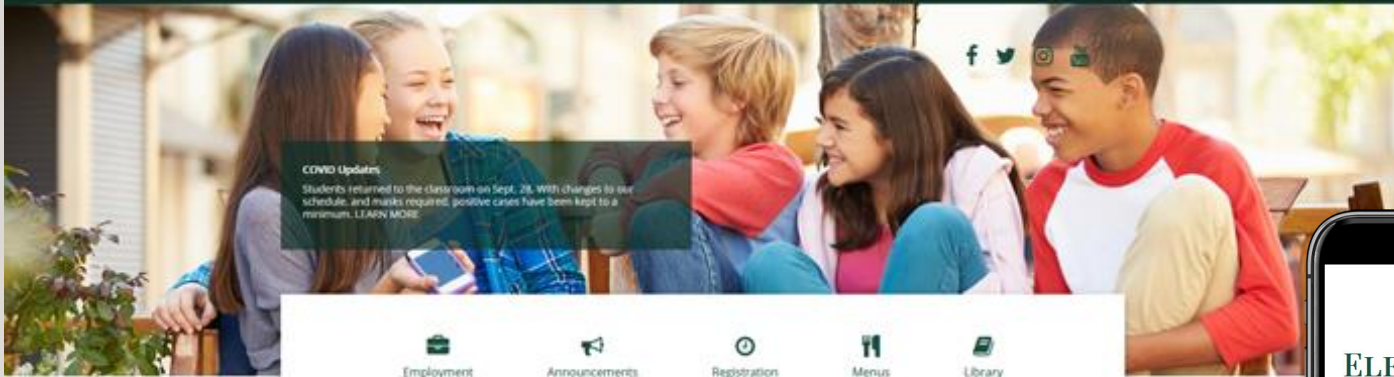 COVID Updates
Students returned to the classroom on Sept. 28. With changes to our
schedule, and masks required, positive cases have been kept to a
minimum. LEARN MORE
Employment
Announcements
Registration
Menus
Library
ELE